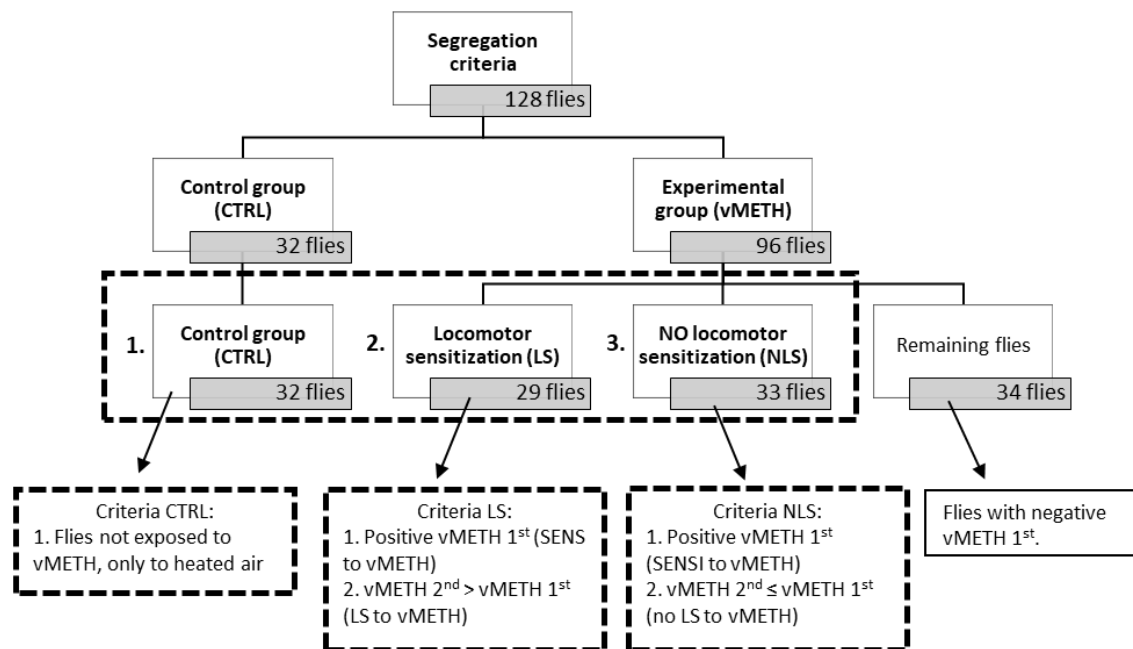 Segregation
criteria
128 flies
Control group
(CTRL)
32 flies
Experimental
group (vMETH)
96 flies
1.
Control group
(CTRL)
32 flies
2.
Locomotor
sensitization (LS)
29 flies
3.
NO locomotor
sensitization (NLS)
33 flies
Remaining flies
34 flies
Criteria CTRL:
1. Flies not exposed to
vMETH, only to heated air
Criteria LS:
1. Positive vMETH 1st (SENS
to vMETH)
2. vMETH 2nd > vMETH 1st
(LS to vMETH)
Criteria NLS:
1. Positive vMETH 1st
(SENSI to vMETH)
2. vMETH 2nd ≤ vMETH 1st
(no LS to vMETH)
Flies with negative
vMETH 1st.